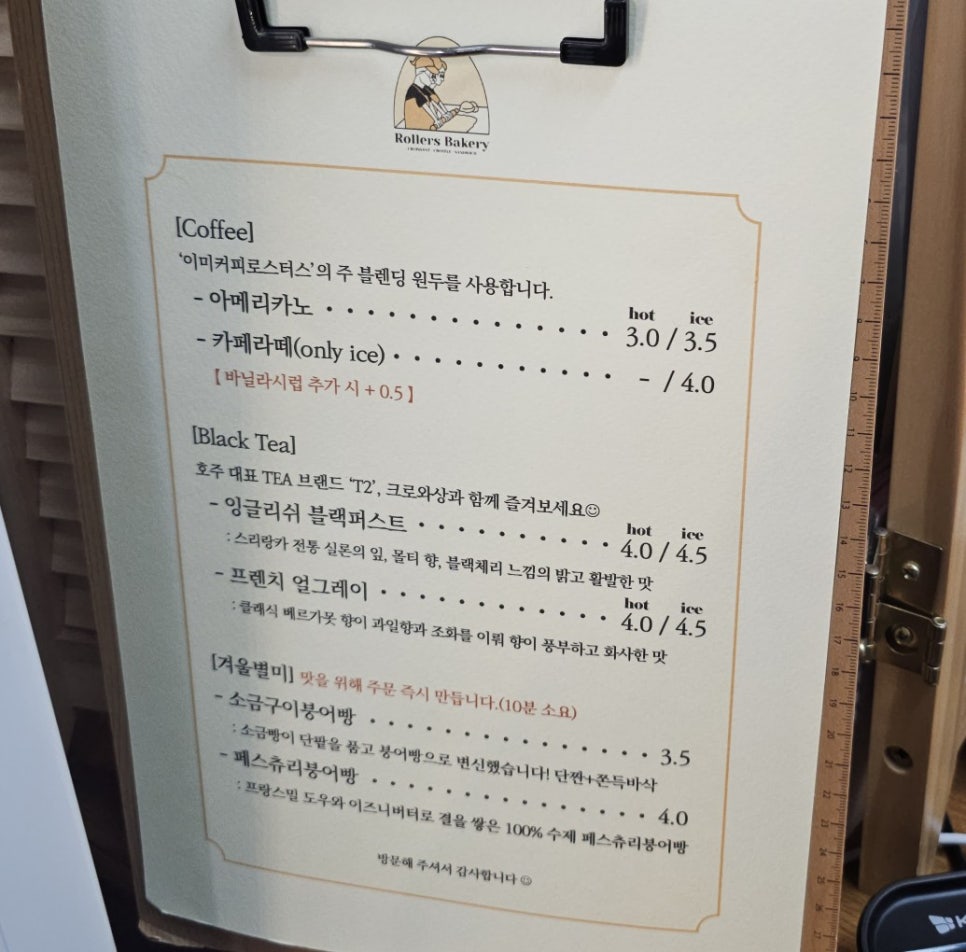 Rollers Bakery
[Coffee]
'이미커피로스터스'의 주 블렌딩 원두를 사용합니다.
hot ice
- 아메리카노 3.0 / 3.5
- 카페라떼(only ice) - / 4.0
【 바닐라시럽 추가 시 + 0.5 】
[Black Tea]
호주 대표 TEA 브랜드 'T2', 크로와상과 함께 즐겨보세요☺
hot ice
- 잉글리쉬 블랙퍼스트 4.0 / 4.5
: 스리랑카 전통 실론의 잎, 몰티 향, 블랙체리 느낌의 밝고 활발한 맛
hot ice
- 프렌치 얼그레이 4.0 / 4.5
: 클래식 베르가못 향이 과일향과 조화를 이뤄 향이 풍부하고 화사한 맛
[겨울별미] 맛을 위해 주문 즉시 만듭니다.(10분 소요)
- 소금구이붕어빵 3.5
: 소금빵이 단팥을 품고 붕어빵으로 변신했습니다! 단짠+쫀득바삭
- 페스츄리붕어빵 4.0
: 프랑스밀 도우와 이즈니버터로 결을 쌓은 100% 수제 페스츄리붕어빵
방문해 주셔서 감사합니다 ☺